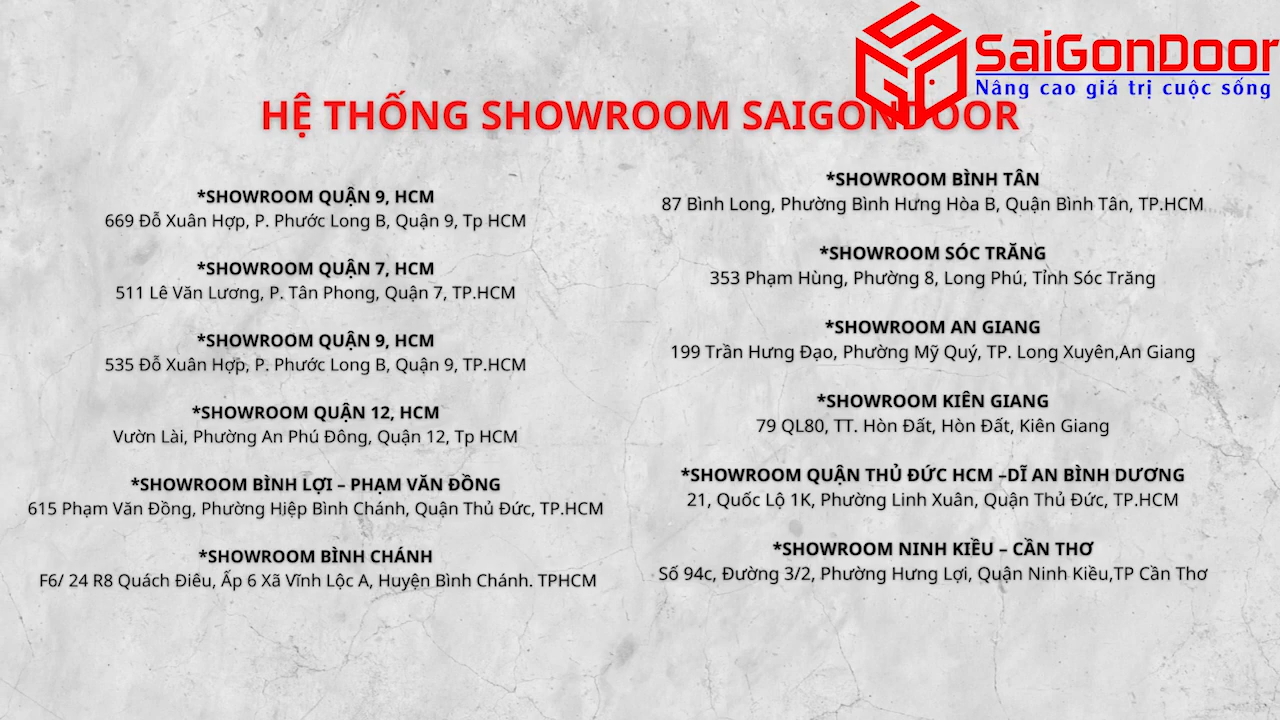 SaiGonDoor
Nâng cao giá trị cuộc sống
HỆ THỐNG SHOWROOM SAIGONDOOR
*SHOWROOM QUẬN 9, HCM
669 Đỗ Xuân Hợp, P. Phước Long B, Quận 9, Tp HCM
*SHOWROOM QUẬN 7, HCM
511 Lê Văn Lương, P. Tân Phong, Quận 7, TP.HCM
*SHOWROOM QUẬN 9, HCM
535 Đỗ Xuân Hợp, P. Phước Long B, Quận 9, TP.HCM
*SHOWROOM QUẬN 12, HCM
Vườn Lài, Phường An Phú Đông, Quận 12, Tp HCM
*SHOWROOM BÌNH LỢI – PHẠM VĂN ĐỒNG
615 Phạm Văn Đồng, Phường Hiệp Bình Chánh, Quận Thủ Đức, TP.HCM
*SHOWROOM BÌNH CHÁNH
F6/ 24 R8 Quách Điêu, Ấp 6 Xã Vĩnh Lộc A, Huyện Bình Chánh. TPHCM
*SHOWROOM BÌNH TÂN
87 Bình Long, Phường Bình Hưng Hòa B, Quận Bình Tân, TP.HCM
*SHOWROOM SÓC TRĂNG
353 Phạm Hùng, Phường 8, Long Phú, Tỉnh Sóc Trăng
*SHOWROOM AN GIANG
199 Trần Hưng Đạo, Phường Mỹ Quý, TP. Long Xuyên,An Giang
*SHOWROOM KIÊN GIANG
79 QL80, TT. Hòn Đất, Hòn Đất, Kiên Giang
*SHOWROOM QUẬN THỦ ĐỨC HCM –DĨ AN BÌNH DƯƠNG
21, Quốc Lộ 1K, Phường Linh Xuân, Quận Thủ Đức, TP.HCM
*SHOWROOM NINH KIỀU – CẦN THƠ
Số 94c, Đường 3/2, Phường Hưng Lợi, Quận Ninh Kiều,TP Cần Thơ